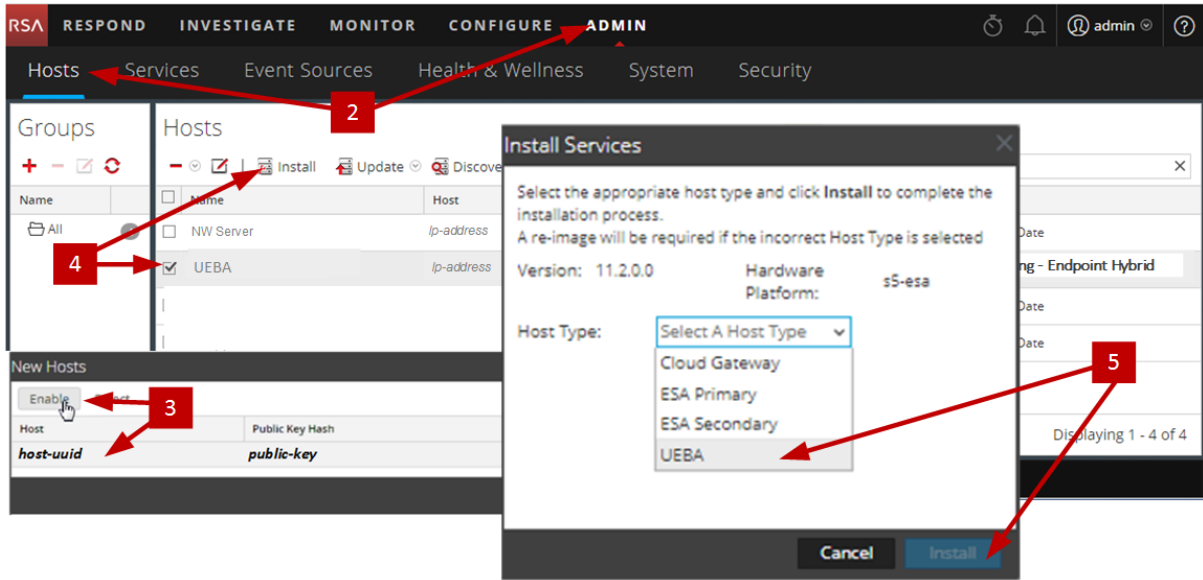 RSA RESPOND INVESTIGATE MONITOR CONFIGURE ADMIN admin
Hosts Services Event Sources Health & Wellness System Security
2
Groups
Hosts
Install Update Discove
Name
Name Host
All
NW Server Ip-address
Date
4
UEBA Ip-address
ng - Endpoint Hybrid
Date
Date
Displaying 1 - 4 of 4
New Hosts
Enable
3
Host Public Key Hash
host-uuid public-key
Install Services
Select the appropriate host type and click Install to complete the
installation process.
A re-image will be required if the incorrect Host Type is selected
Version: 11.2.0.0 Hardware
Platform: s5-esa
Host Type: Select A Host Type
Cloud Gateway
ESA Primary
ESA Secondary
UEBA
5
Cancel Install